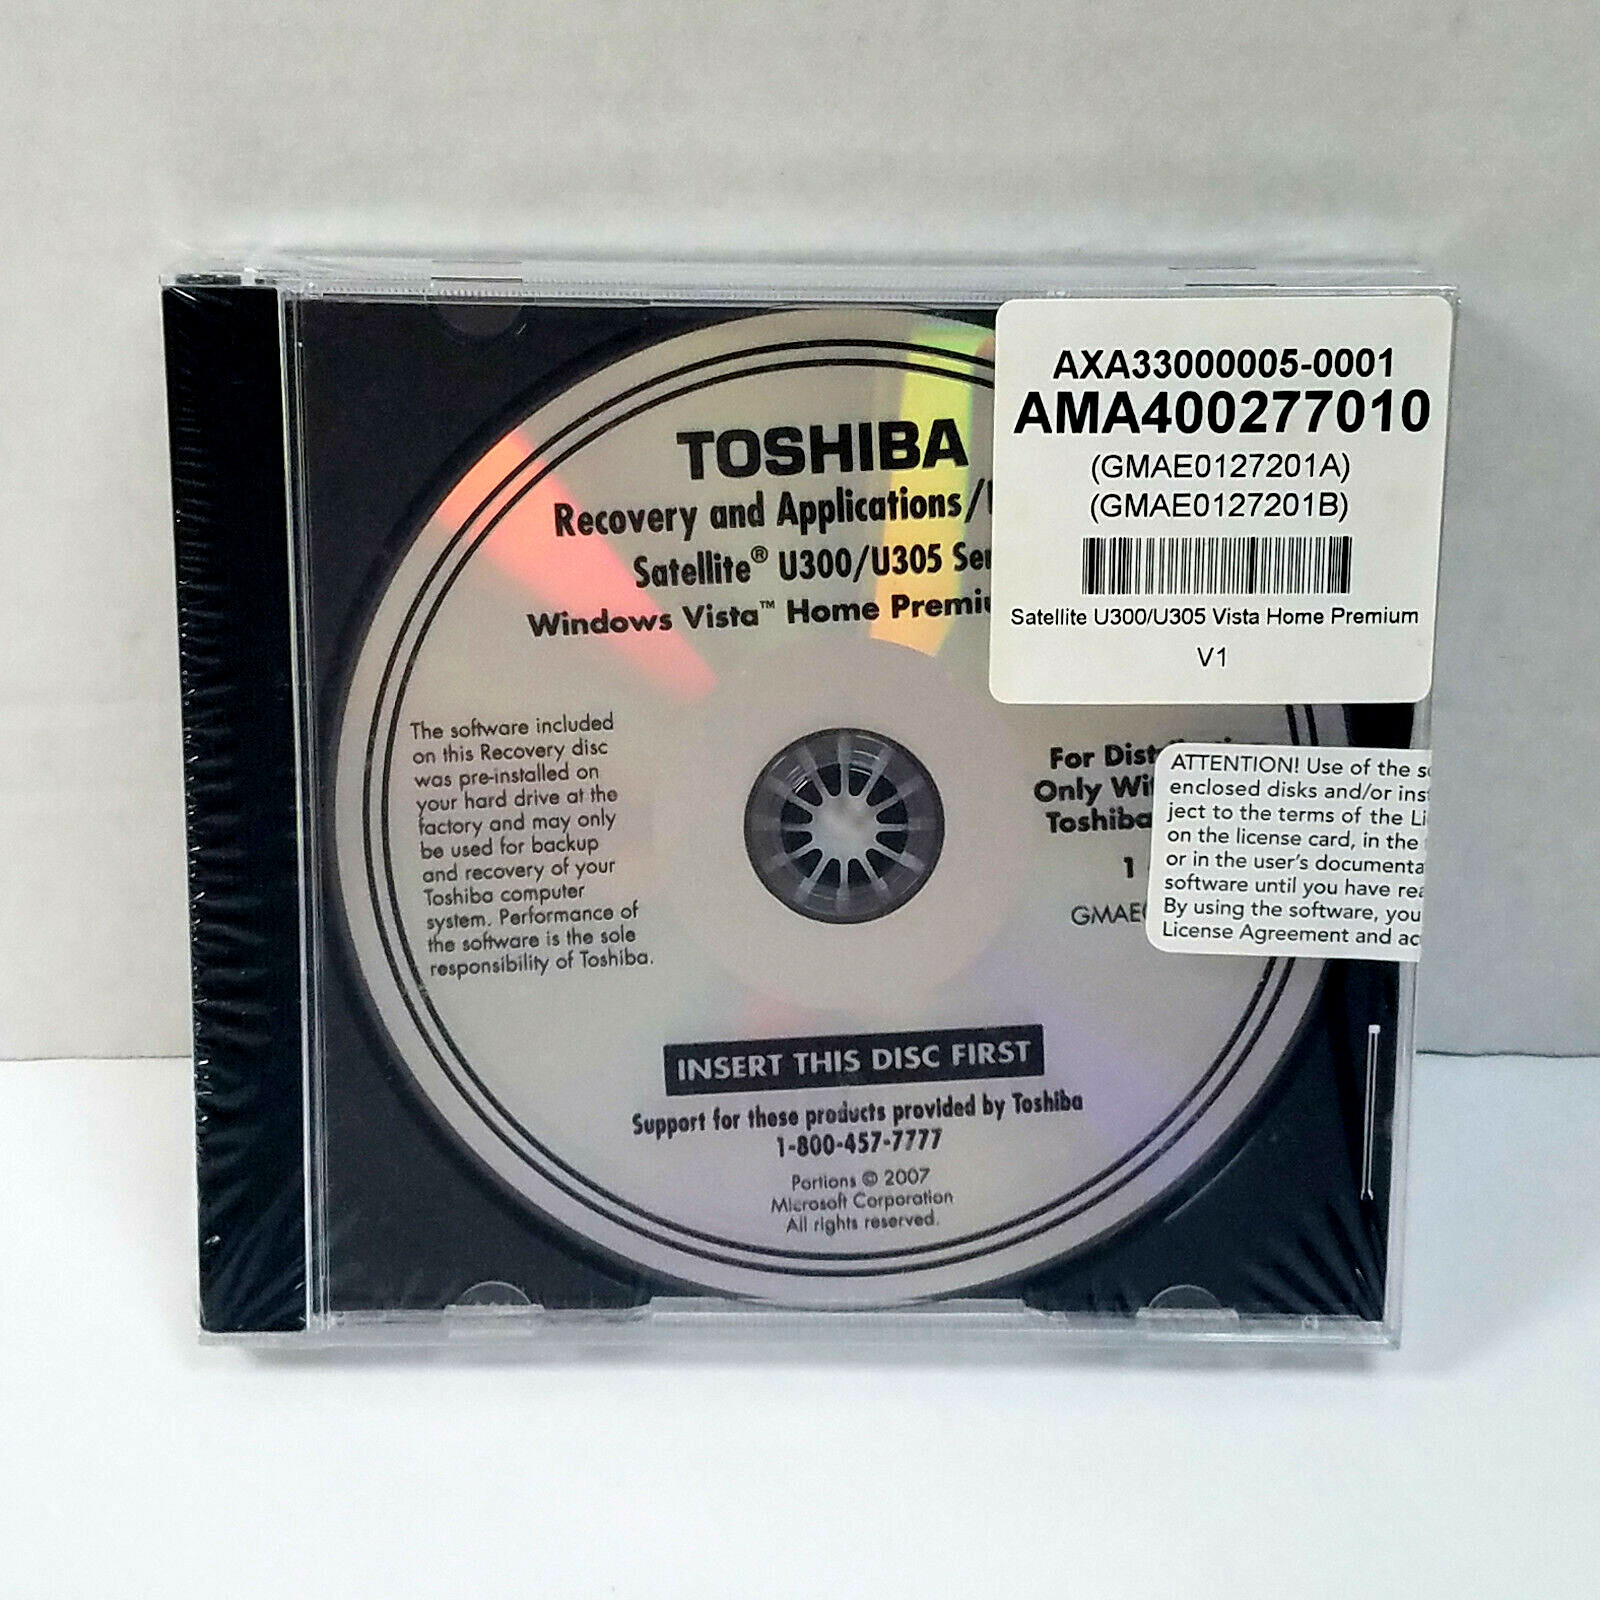 AXA33000005-0001
AMA400277010
(GMAE0127201A)
(GMAE0127201B)
Satellite U300/U305 Vista Home Premium
V1
TOSHIBA
Recovery and Applications/
Satellite® U300/U305
Windows Vista™ Home
The software included
on this Recovery disc
was pre-installed on
your hard drive at the
factory and may only
be used for backup
and recovery of your
Toshiba computer
system. Performance of
the software is the sole
responsibility of Toshiba.
For
Only
Toshiba
1
ATTENTION! Use of the
enclosed disks and/or
ject to the terms of the
on the license card, in the
or in the user's
software until you have
By using the software, you
License Agreement and
INSERT THIS DISC FIRST
Support for these products provided by Toshiba
1-800-457-7777
Portions © 2007
Microsoft Corporation
All rights reserved.